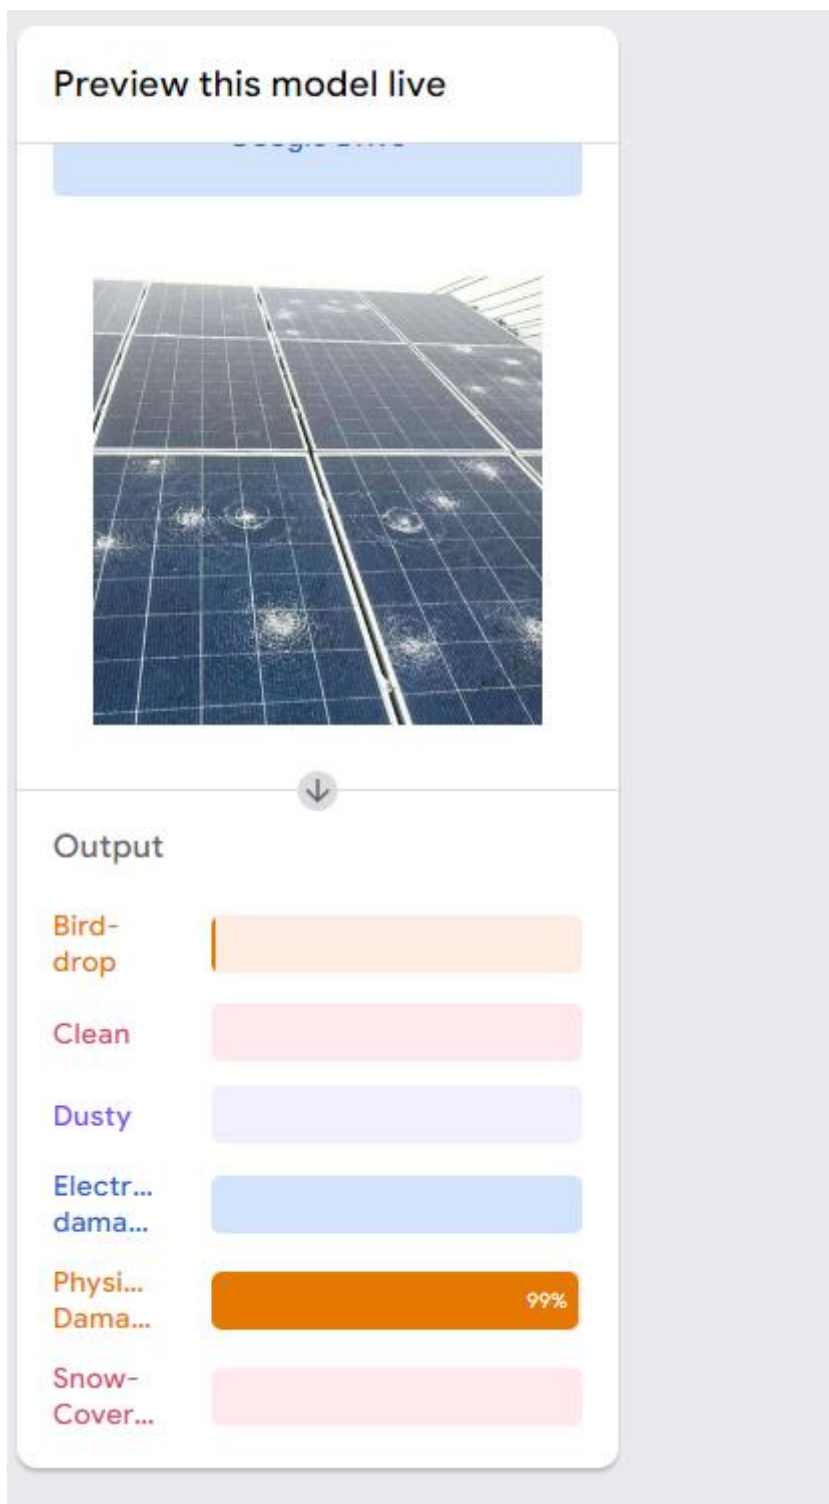 Preview this model live
Output
Bird-
drop
Clean
Dusty
Electr...
dama...
Physi...
Dama...
99%
Snow-
Cover...